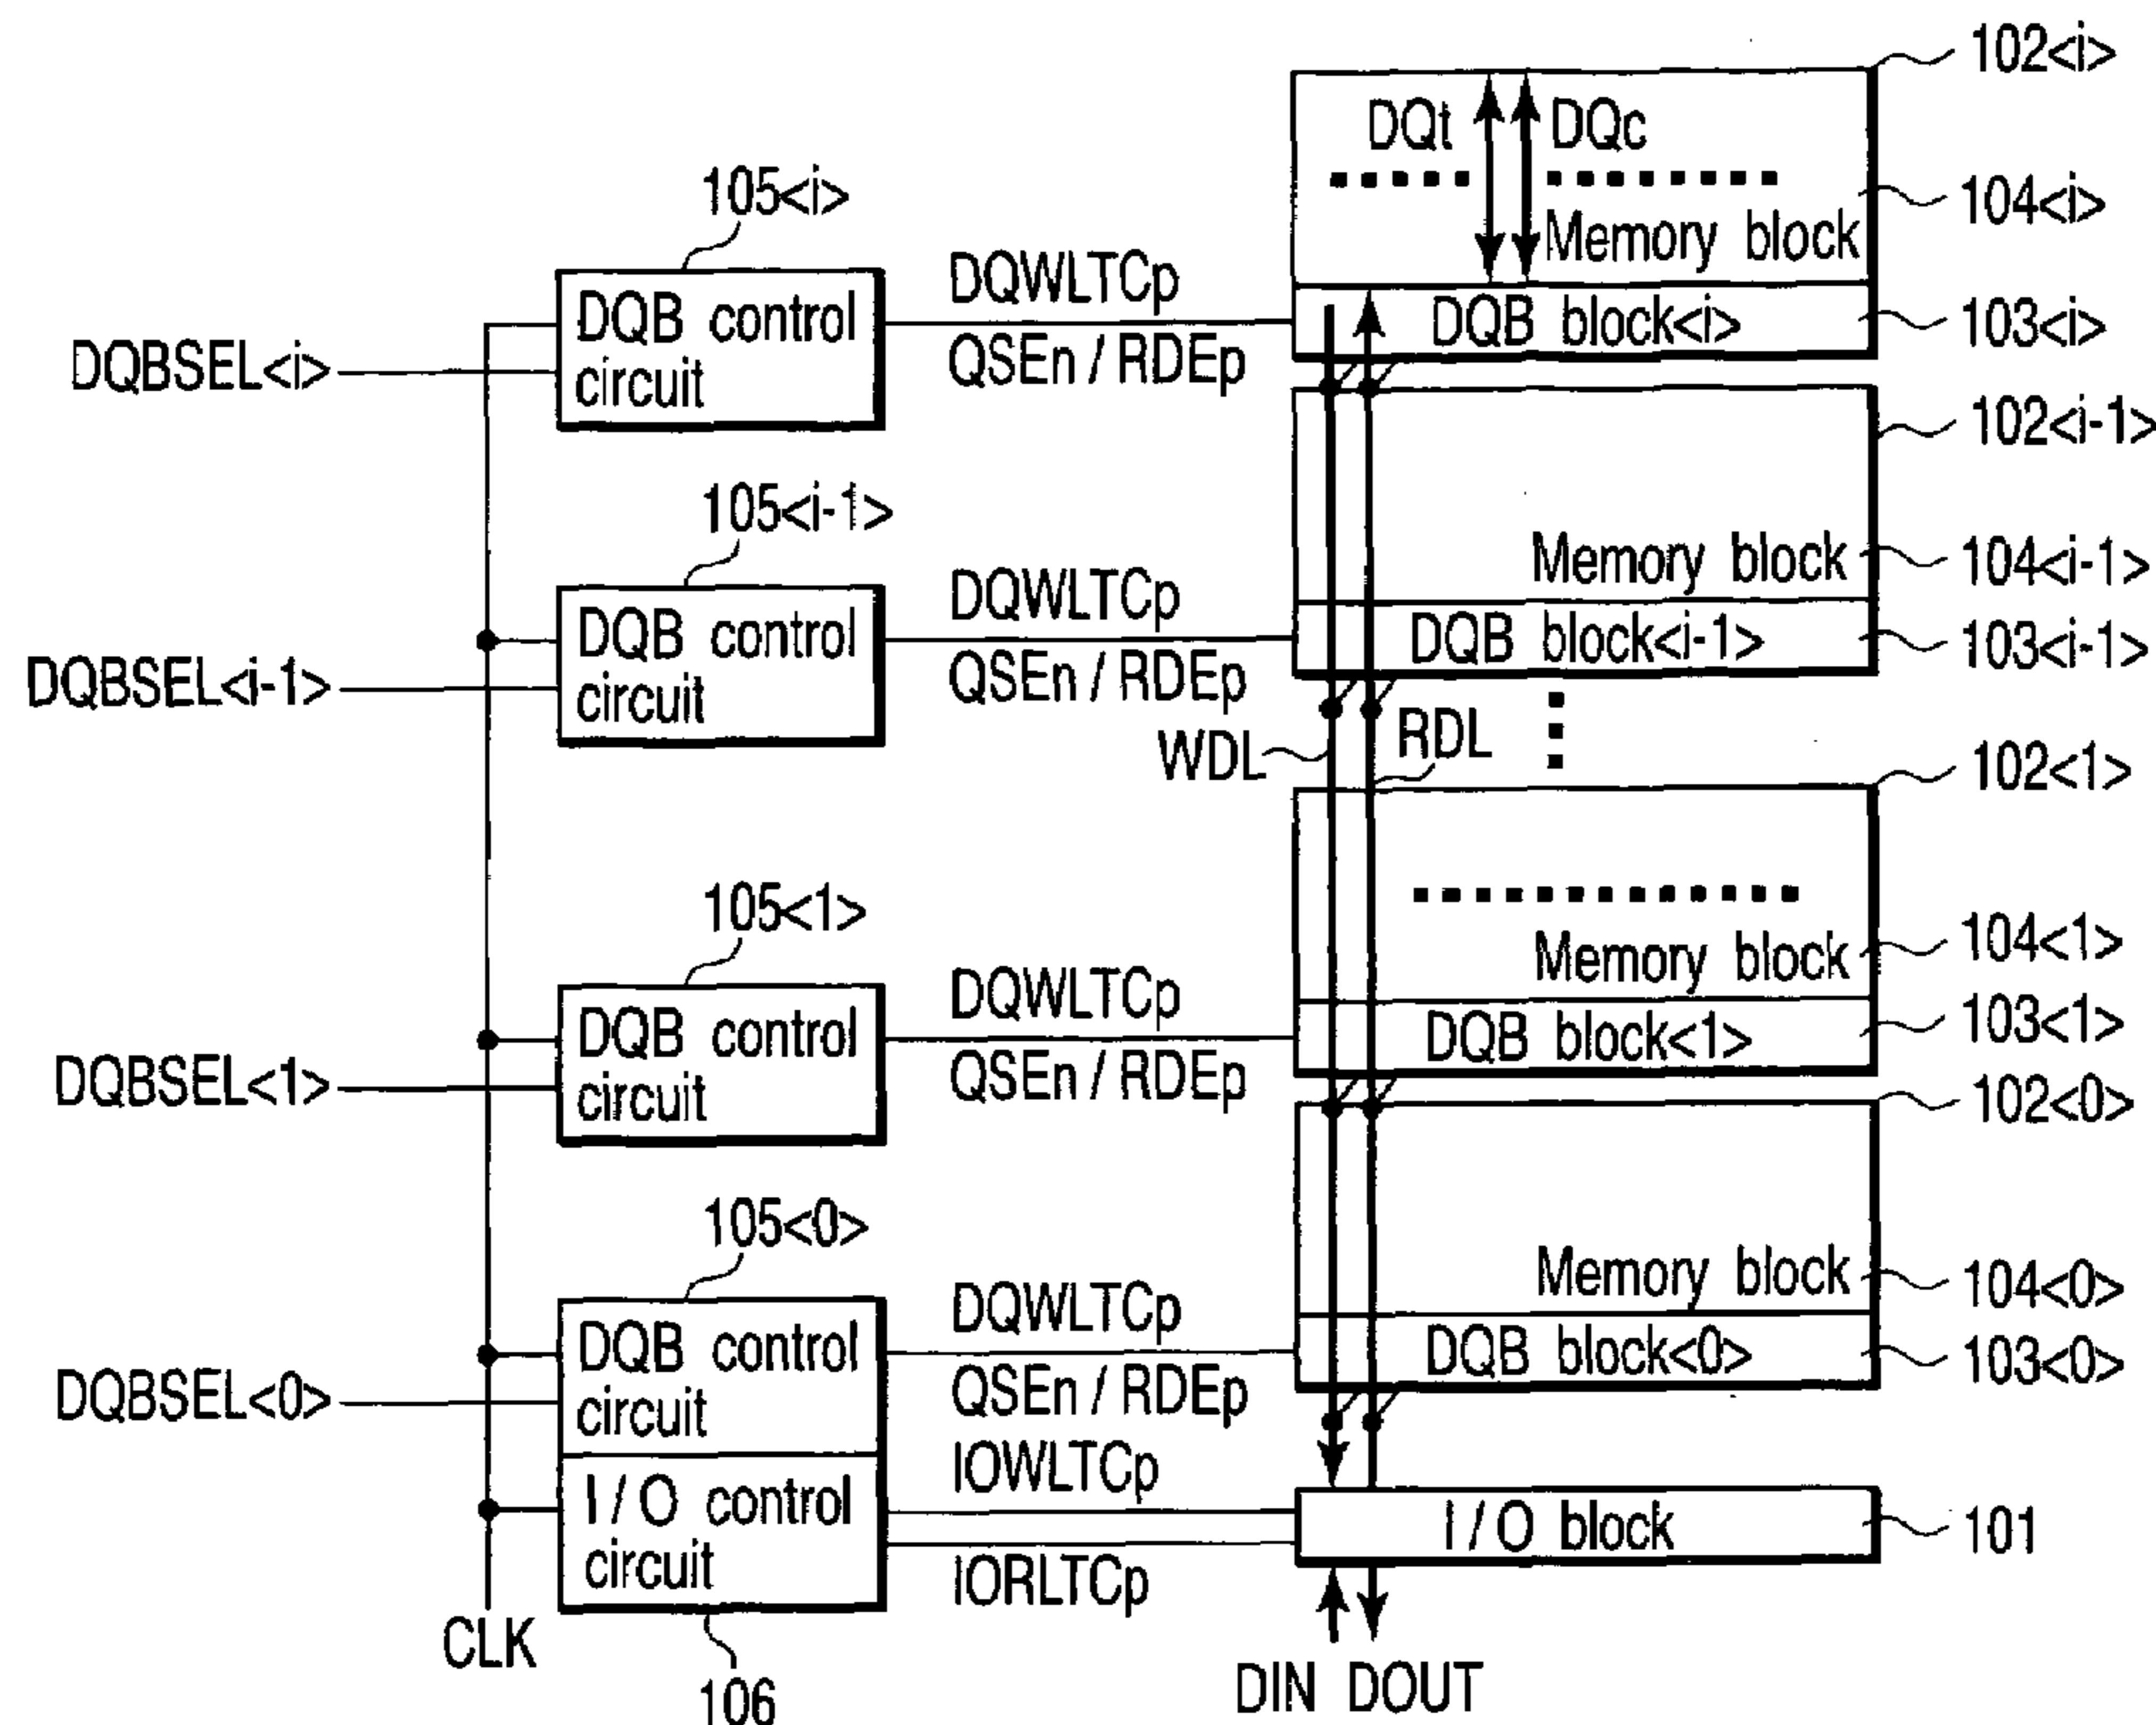 102<i>
DQt
DQc
105<i>
104<i>
Memory block
DQBSEL<i>
DQB control
circuit
DQWLTCp
QSEn / RDEp
DQB block<i>
103<i>
102<i-1>
105<i-1>
Memory block
104<i-1>
DQBSEL<i-1>
DQB control
circuit
DQWLTCp
QSEn / RDEp
DQB block<i-1>
103<i-1>
WDL
RDL
102<1>
105<1>
Memory block
104<1>
DQBSEL<1>
DQB control
circuit
DQWLTCp
QSEn / RDEp
DQB block<1>
103<1>
102<0>
105<0>
Memory block
104<0>
DQBSEL<0>
DQB control
circuit
DQWLTCp
QSEn / RDEp
DQB block<0>
103<0>
I / O control
circuit
IOWLTCp
IORLTCp
I / O block
101
CLK
106
DIN DOUT